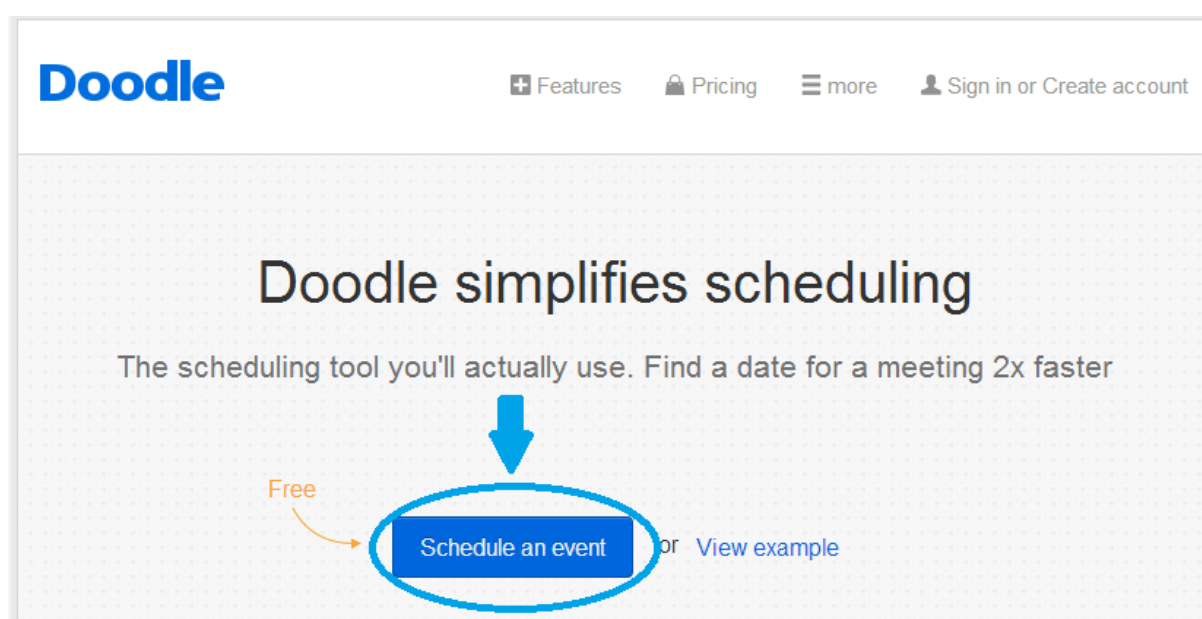 Doodle
Features Pricing more Sign in or Create account
Doodle simplifies scheduling
The scheduling tool you'll actually use. Find a date for a meeting 2x faster
Free
Schedule an event or View example